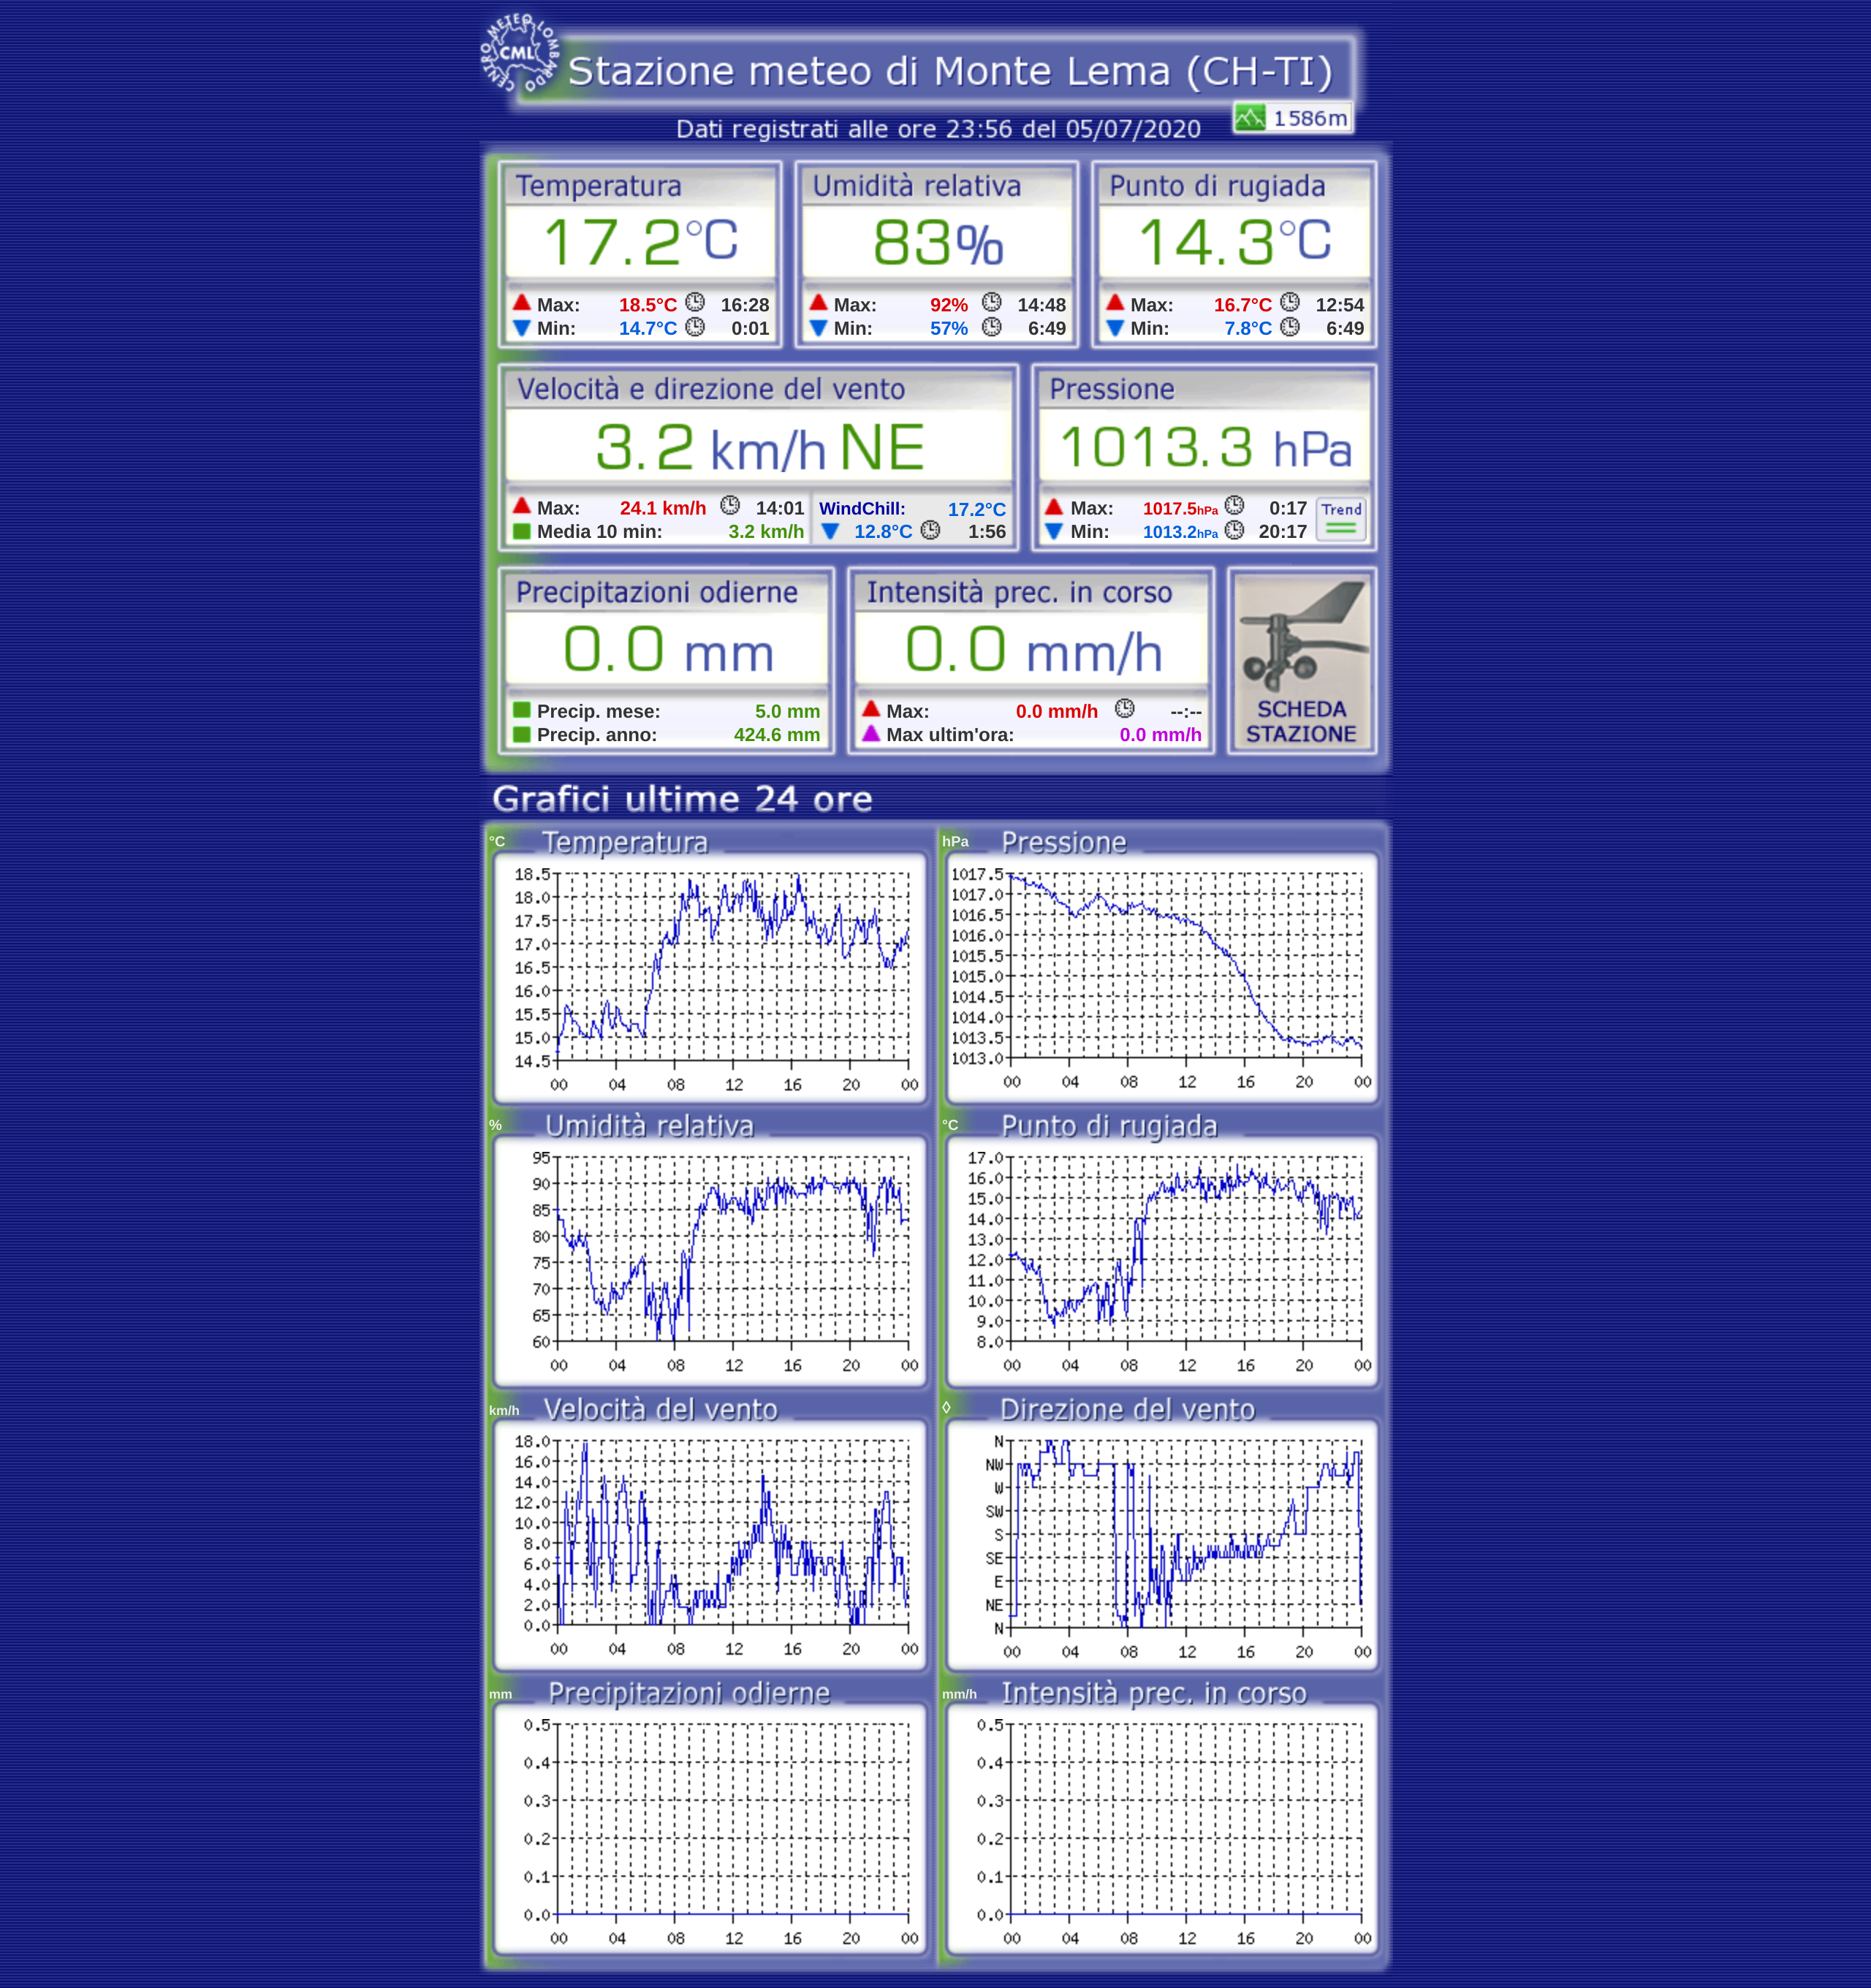 CENTRO METEO LOMBARDO
CML
Stazione meteo di Monte Lema (CH-TI)
1586m
Dati registrati alle ore 23:56 del 05/07/2020
Temperatura
17.2°C
Max: 18.5°C 16:28
Min: 14.7°C 0:01
Umidità relativa
83%
Max: 92% 14:48
Min: 57% 6:49
Punto di rugiada
14.3°C
Max: 16.7°C 12:54
Min: 7.8°C 6:49
Velocità e direzione del vento
3.2 km/h NE
Max: 24.1 km/h 14:01
Media 10 min: 3.2 km/h
WindChill: 17.2°C
12.8°C 1:56
Pressione
1013.3 hPa
Max: 1017.5hPa 0:17
Min: 1013.2hPa 20:17
Trend
Precipitazioni odierne
0.0 mm
Precip. mese: 5.0 mm
Precip. anno: 424.6 mm
Intensità prec. in corso
0.0 mm/h
Max: 0.0 mm/h --:--
Max ultim'ora: 0.0 mm/h
SCHEDA
STAZIONE
Grafici ultime 24 ore
°C Temperatura
18.5
18.0
17.5
17.0
16.5
16.0
15.5
15.0
14.5
00 04 08 12 16 20 00
hPa Pressione
1017.5
1017.0
1016.5
1016.0
1015.5
1015.0
1014.5
1014.0
1013.5
1013.0
00 04 08 12 16 20 00
% Umidità relativa
95
90
85
80
75
70
65
60
00 04 08 12 16 20 00
°C Punto di rugiada
17.0
16.0
15.0
14.0
13.0
12.0
11.0
10.0
9.0
8.0
00 04 08 12 16 20 00
km/h Velocità del vento
18.0
16.0
14.0
12.0
10.0
8.0
6.0
4.0
2.0
0.0
00 04 08 12 16 20 00
◊ Direzione del vento
N
NW
W
SW
S
SE
E
NE
N
00 04 08 12 16 20 00
mm Precipitazioni odierne
0.5
0.4
0.3
0.2
0.1
0.0
00 04 08 12 16 20 00
mm/h Intensità prec. in corso
0.5
0.4
0.3
0.2
0.1
0.0
00 04 08 12 16 20 00